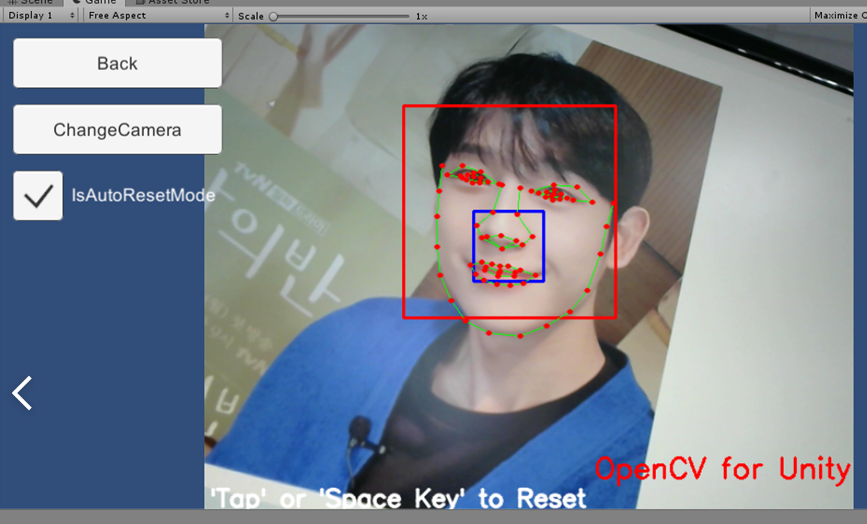 Scene Game Asset Store
Display 1 Free Aspect Scale 1x Maximize
Back
ChangeCamera
IsAutoResetMode
tvN
의반
OpenCV for Unity
'Tap' or 'Space Key' to Reset